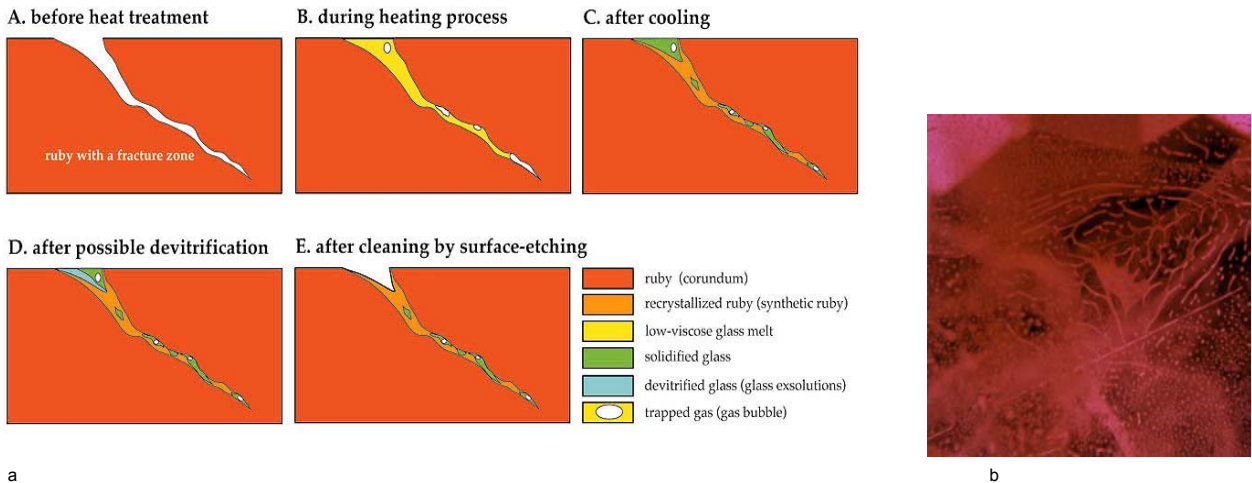 A. before heat treatment
B. during heating process
C. after cooling
ruby with a fracture zone
D. after possible devitrification
E. after cleaning by surface-etching
ruby (corundum)
recrystallized ruby (synthetic ruby)
low-viscose glass melt
solidified glass
devitrified glass (glass exsolutions)
trapped gas (gas bubble)
a
b